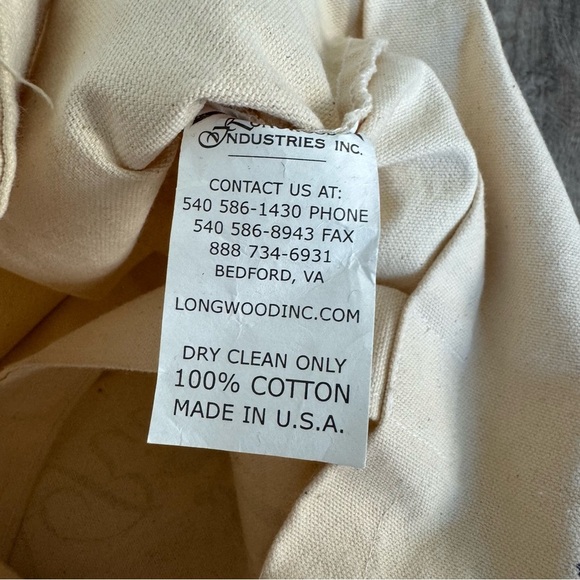 INDUSTRIES INC.
CONTACT US AT:
540 586-1430 PHONE
540 586-8943 FAX
888 734-6931
BEDFORD, VA
LONGWOODINC.COM
DRY CLEAN ONLY
100% COTTON
MADE IN U.S.A.